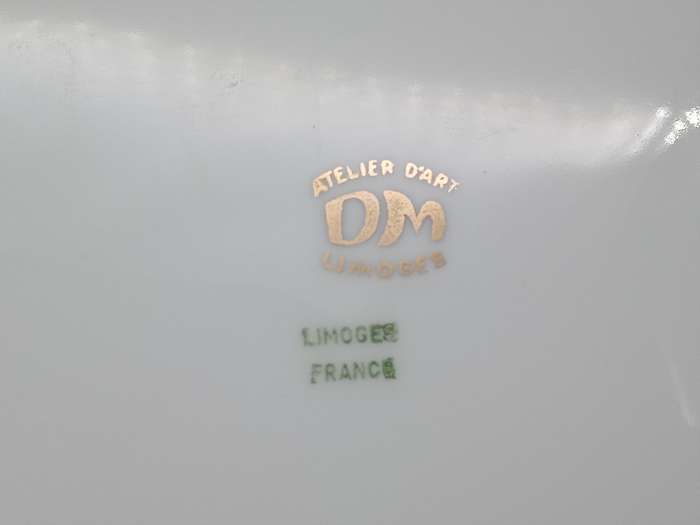 ATELIER D'ART
DM
LIMOGES
LIMOGES
FRANCE